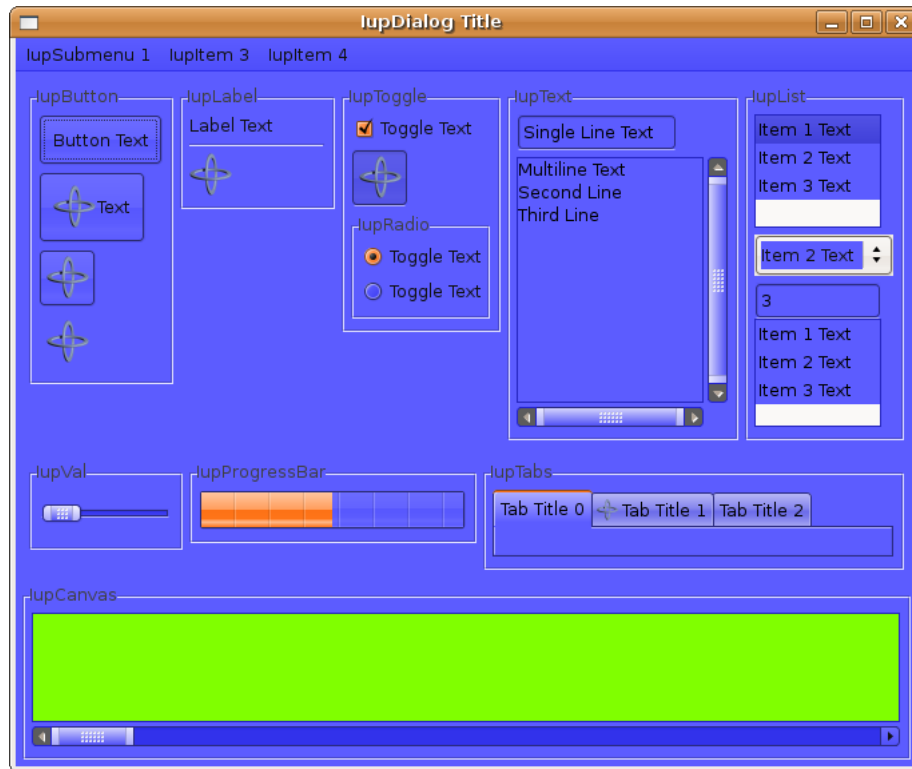 IupDialog Title
IupSubmenu 1 IupItem 3 IupItem 4
IupButton
Button Text
Text
IupLabel
Label Text
IupToggle
Toggle Text
IupRadio
Toggle Text
Toggle Text
IupText
Single Line Text
Multiline Text
Second Line
Third Line
IupList
Item 1 Text
Item 2 Text
Item 3 Text
Item 2 Text
3
Item 1 Text
Item 2 Text
Item 3 Text
IupVal
IupProgressBar
IupTabs
Tab Title 0 Tab Title 1 Tab Title 2
IupCanvas